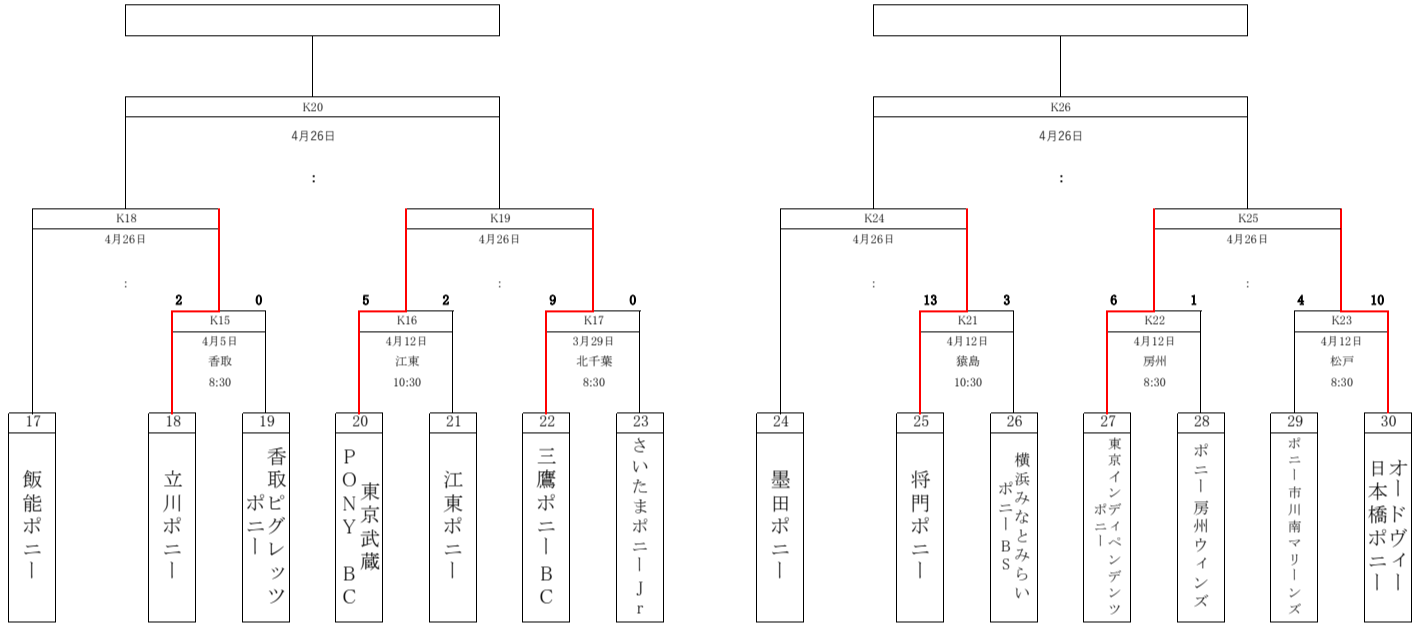 K20
K26
4月26日
4月26日
:
:
K18
K19
K24
K25
4月26日
4月26日
4月26日
4月26日
:
:
:
:
2
0
5
2
9
0
13
3
6
1
4
10
K15
K16
K17
K21
K22
K23
4月5日
4月12日
3月29日
4月12日
4月12日
4月12日
香取
江東
北千葉
猿島
房州
松戸
8:30
10:30
8:30
10:30
8:30
8:30
17
18
19
20
21
22
23
24
25
26
27
28
29
30
飯能ポニー
立川ポニー
香取ピグレッツ
ポニー
東京武蔵
PONY BC
江東ポニー
三鷹ポニーBC
さいたまポニーJr
墨田ポニー
将門ポニー
横浜みなとみらい
ポニーBS
東京インディペンデンツ
ポニー
ポニー房州ウインズ
ポニー市川南マリーンズ
オードヴィー
日本橋ポニー